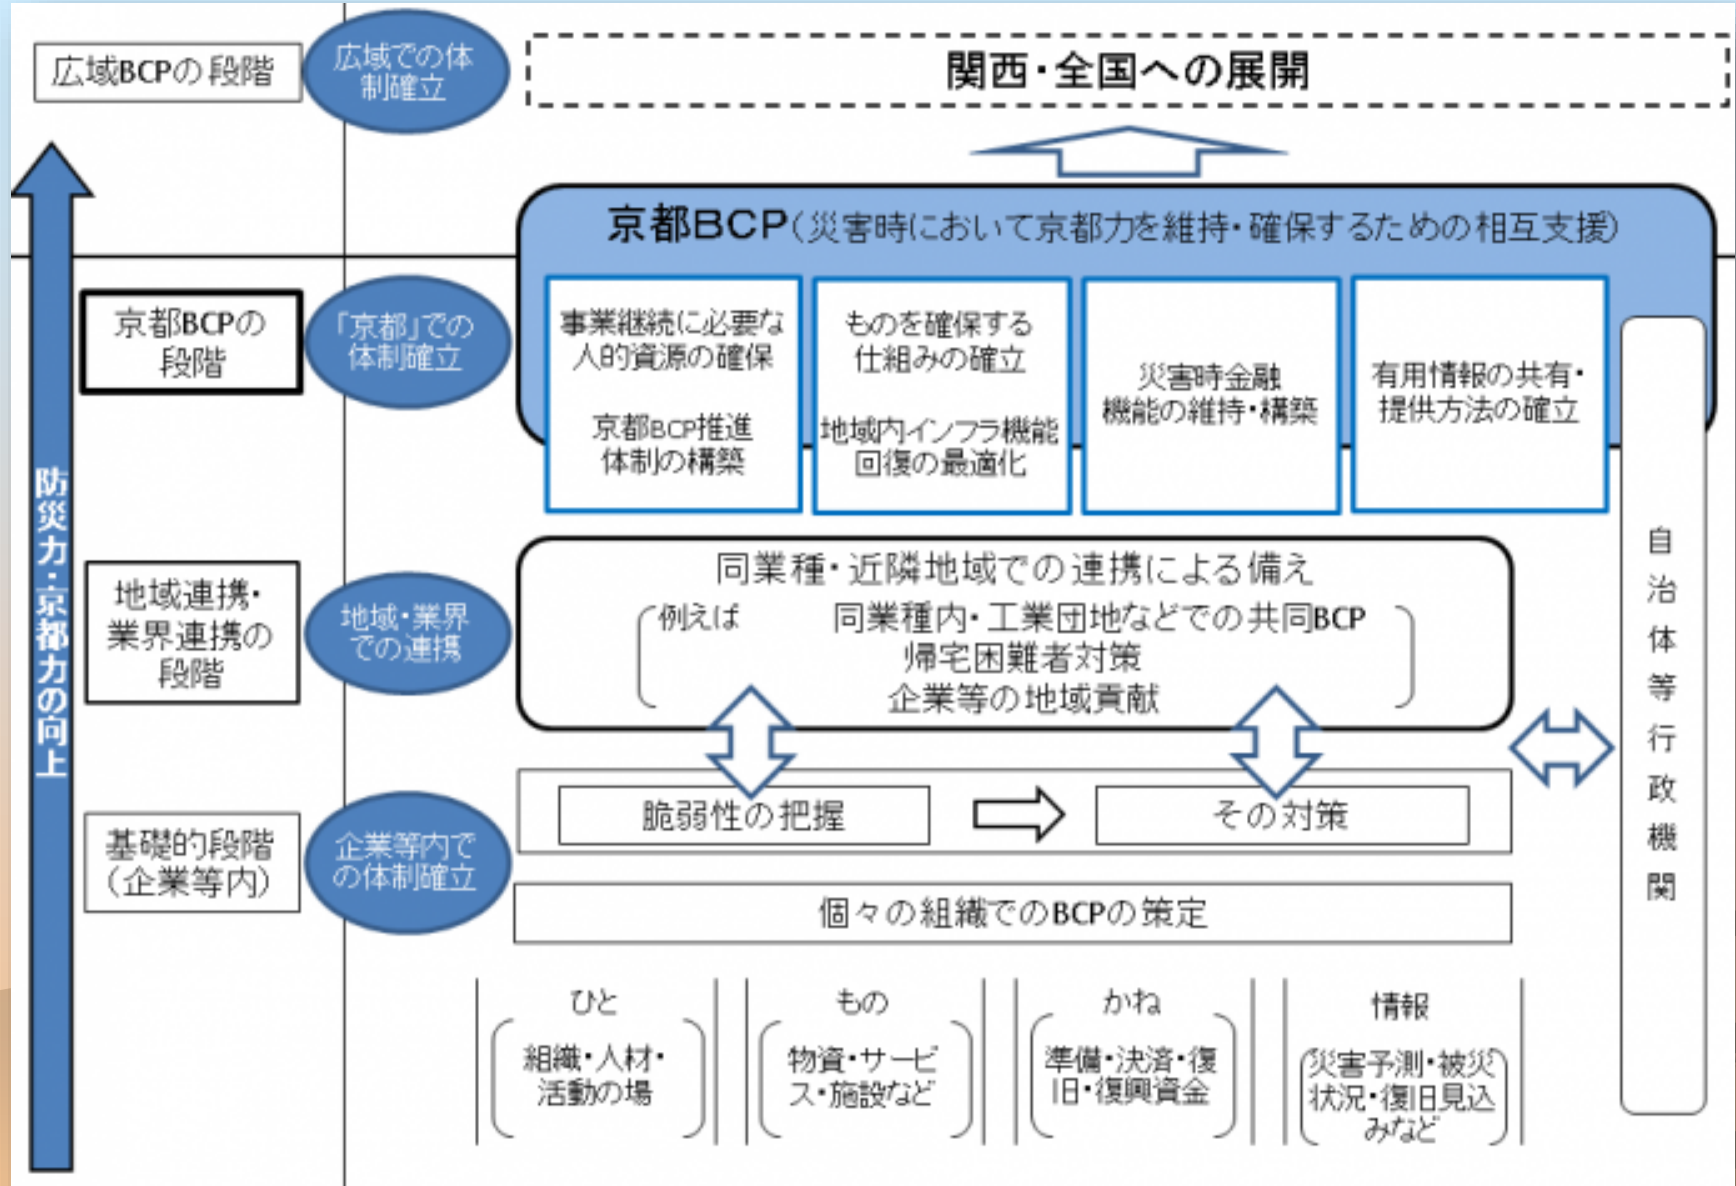 広域BCPの段階
広域での体
制確立
関西・全国への展開
京都BCP(災害時において京都力を維持・確保するための相互支援)
京都BCPの
段階
「京都」での
体制確立
事業継続に必要な
人的資源の確保
京都BCP推進
体制の構築
ものを確保する
仕組みの確立
地域内インフラ機能
回復の最適化
災害時金融
機能の維持・構築
有用情報の共有・
提供方法の確立
防災力・京都力の向上
地域連携・
業界連携の
段階
地域・業界
での連携
同業種・近隣地域での連携による備え
例えば 同業種内・工業団地などでの共同BCP
帰宅困難者対策
企業等の地域貢献
自治体等行政機関
基礎的段階
(企業等内)
企業等内で
の体制確立
脆弱性の把握
その対策
個々の組織でのBCPの策定
ひと
組織・人材・
活動の場
もの
物資・サービ
ス・施設など
かね
準備・決済・復
旧・復興資金
情報
災害予測・被災
状況・復旧見込
みなど